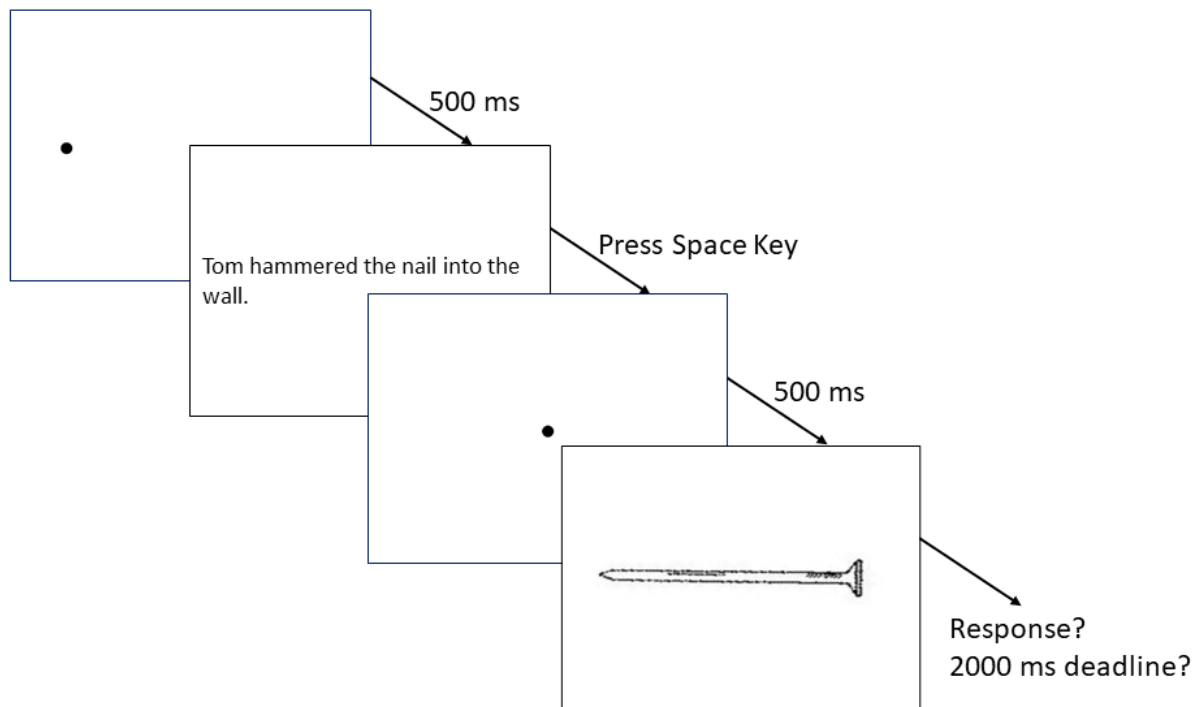 500 ms
Tom hammered the nail into the
wall.
Press Space Key
500 ms
Response?
2000 ms deadline?